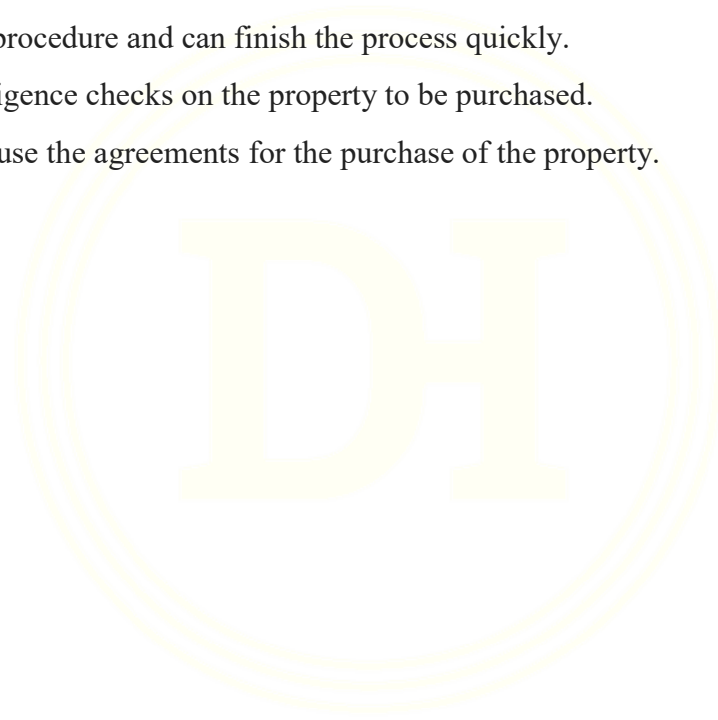 procedure and can finish the process quickly.
igence checks on the property to be purchased.
use the agreements for the purchase of the property.
DH